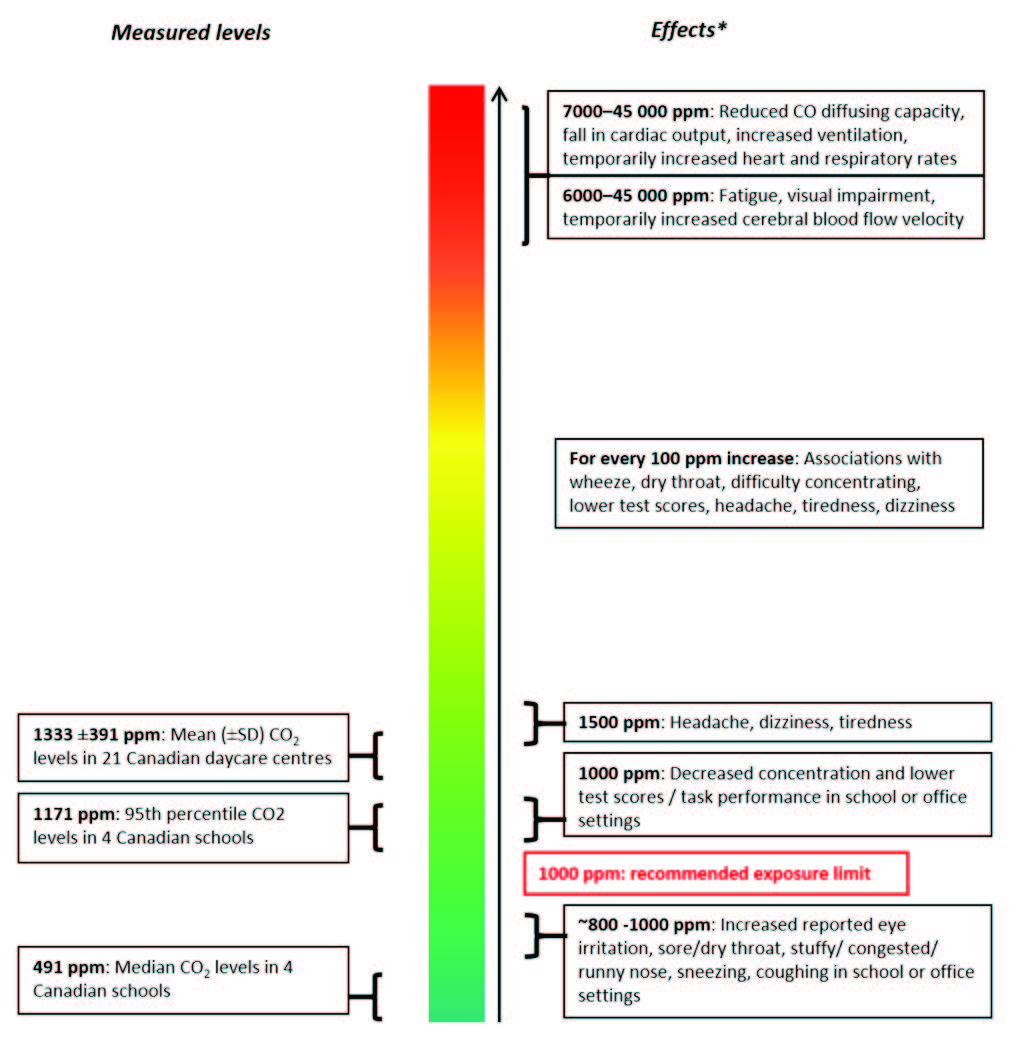 Measured levels
Effects*
7000–45 000 ppm: Reduced CO diffusing capacity,
fall in cardiac output, increased ventilation,
temporarily increased heart and respiratory rates
6000–45 000 ppm: Fatigue, visual impairment,
temporarily increased cerebral blood flow velocity
For every 100 ppm increase: Associations with
wheeze, dry throat, difficulty concentrating,
lower test scores, headache, tiredness, dizziness
1333 ±391 ppm: Mean (±SD) CO₂
levels in 21 Canadian daycare centres
1171 ppm: 95th percentile CO2
levels in 4 Canadian schools
491 ppm: Median CO₂ levels in 4
Canadian schools
1500 ppm: Headache, dizziness, tiredness
1000 ppm: Decreased concentration and lower
test scores / task performance in school or office
settings
1000 ppm: recommended exposure limit
~800 -1000 ppm: Increased reported eye
irritation, sore/dry throat, stuffy/ congested/
runny nose, sneezing, coughing in school or office
settings